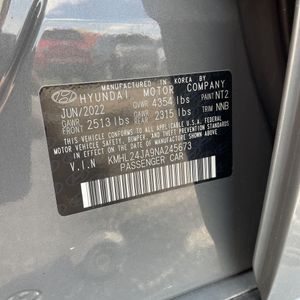 MANUFACTURED IN KOREA BY
HYUNDAI MOTOR COMPANY
JUN/2022 GVWR 4354 lbs PAINT NT2
GAWR FRONT 2513 lbs GAWR REAR 2315 lbs TRIM NNB
THIS VEHICLE CONFORMS TO ALL APPLICABLE U.S.A. FEDERAL
MOTOR VEHICLE SAFETY, BUMPER, AND THEFT PREVENTION
STANDARDS IN EFFECT ON THE DATE OF MANUFACTURE SHOWN ABOVE.
V.I.N KMHL24JA9NA245673
PASSENGER CAR